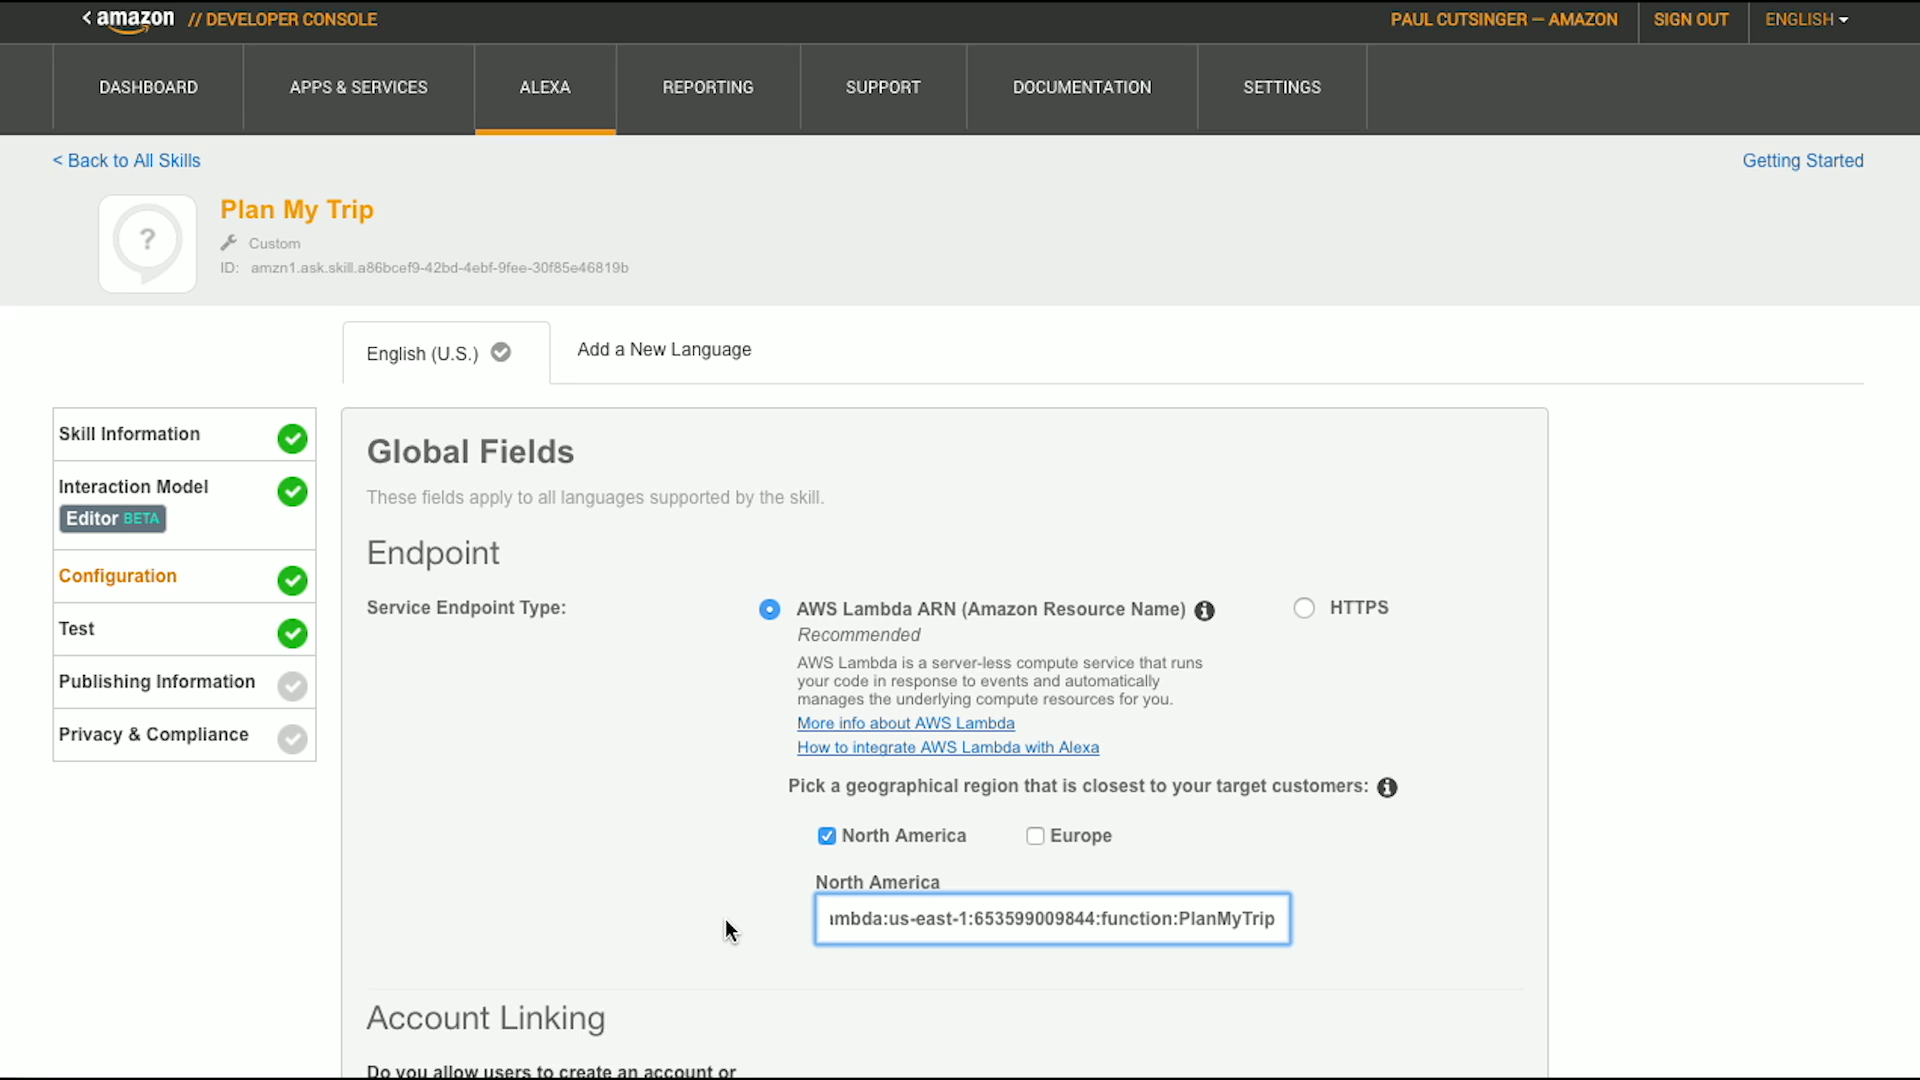 < amazon // DEVELOPER CONSOLE
PAUL CUTSINGER – AMAZON
SIGN OUT
ENGLISH
DASHBOARD
APPS & SERVICES
ALEXA
REPORTING
SUPPORT
DOCUMENTATION
SETTINGS
< Back to All Skills
Getting Started
?
Plan My Trip
Custom
ID: amzn1.ask.skill.a86bcef9-42bd-4ebf-9fee-30f85e46819b
English (U.S.)
Add a New Language
Skill Information
Interaction Model
Editor BETA
Configuration
Test
Publishing Information
Privacy & Compliance
Global Fields
These fields apply to all languages supported by the skill.
Endpoint
Service Endpoint Type:
AWS Lambda ARN (Amazon Resource Name)
HTTPS
Recommended
AWS Lambda is a server-less compute service that runs
your code in response to events and automatically
manages the underlying compute resources for you.
More info about AWS Lambda
How to integrate AWS Lambda with Alexa
Pick a geographical region that is closest to your target customers:
North America
Europe
North America
ambda:us-east-1:653599009844:function:PlanMyTrip
Account Linking
Do you allow users to create an account or